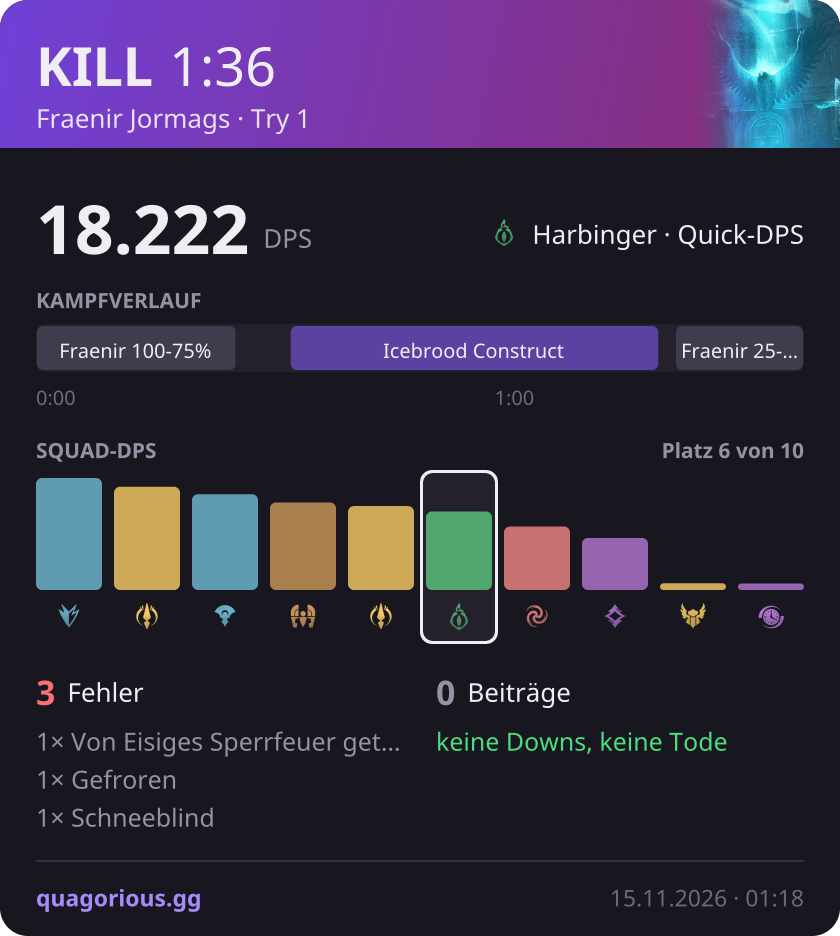 KILL 1:36
Fraenir Jormags · Try 1
18.222 DPS
Harbinger · Quick-DPS
KAMPFVERLAUF
Fraenir 100-75%
Icebrood Construct
Fraenir 25-...
0:00
1:00
SQUAD-DPS
Platz 6 von 10
3 Fehler
1× Von Eisiges Sperrfeuer get...
1× Gefroren
1× Schneeblind
0 Beiträge
keine Downs, keine Tode
quagorious.gg
15.11.2026 · 01:18